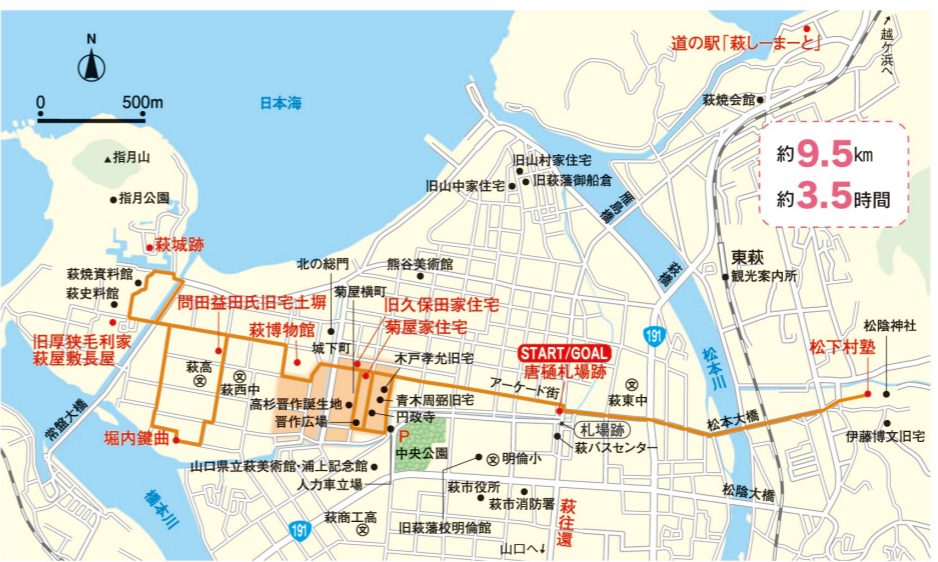 道の駅「萩しーまーと」
越ヶ浜へ
N
0 500m
日本海
萩焼会館
約9.5km
約3.5時間
▲指月山
指月公園
旧山村家住宅
旧山中家住宅
旧萩藩御船倉
雁島橋
萩橋
萩城跡
東萩
観光案内所
北の総門
熊谷美術館
萩焼資料館
萩史料館
菊屋横町
問田益田氏旧宅土塀
旧久保田家住宅
萩博物館
菊屋家住宅
旧厚狭毛利家
萩屋敷長屋
城下町
木戸孝允旧宅
START/GOAL
唐樋札場跡
191
松本川
松陰神社
松下村塾
萩高
萩西中
アーケード街
萩東中
高杉晋作誕生地
青木周弼旧宅
晋作広場
円政寺
常盤大橋
堀内鍵曲
P
中央公園
札場跡
萩バスセンター
松本大橋
伊藤博文旧宅
山口県立萩美術館・浦上記念館
人力車立場
明倫小
橋本川
萩市役所
萩市消防署
萩往還
松陰大橋
191
萩商工高
旧萩藩校明倫館
山口へ↓